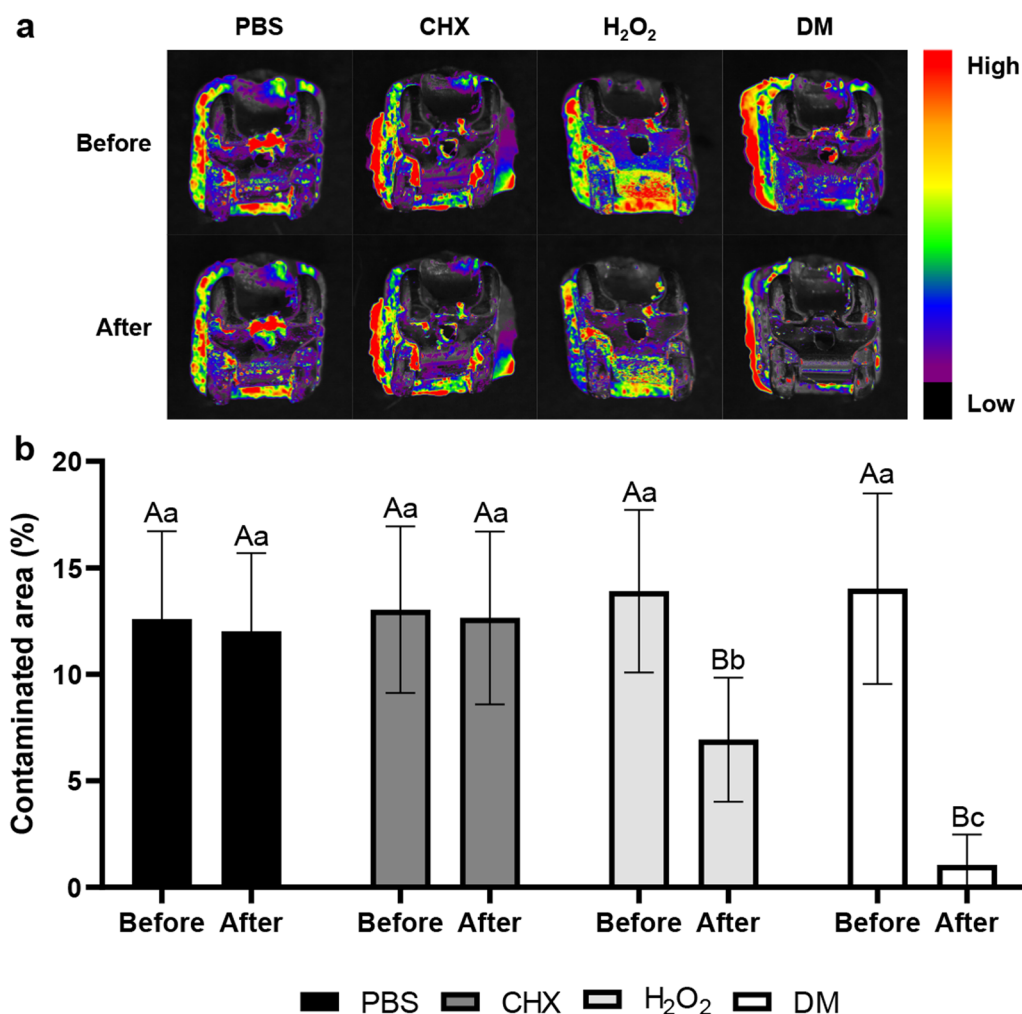 a
PBS CHX H₂O₂ DM
High
Before
After
Low
b
Contaminated area (%)
20
15
10
5
0
Aa Aa Aa Aa Aa Bb Aa Bc
Before After Before After Before After Before After
PBS CHX H₂O₂ DM